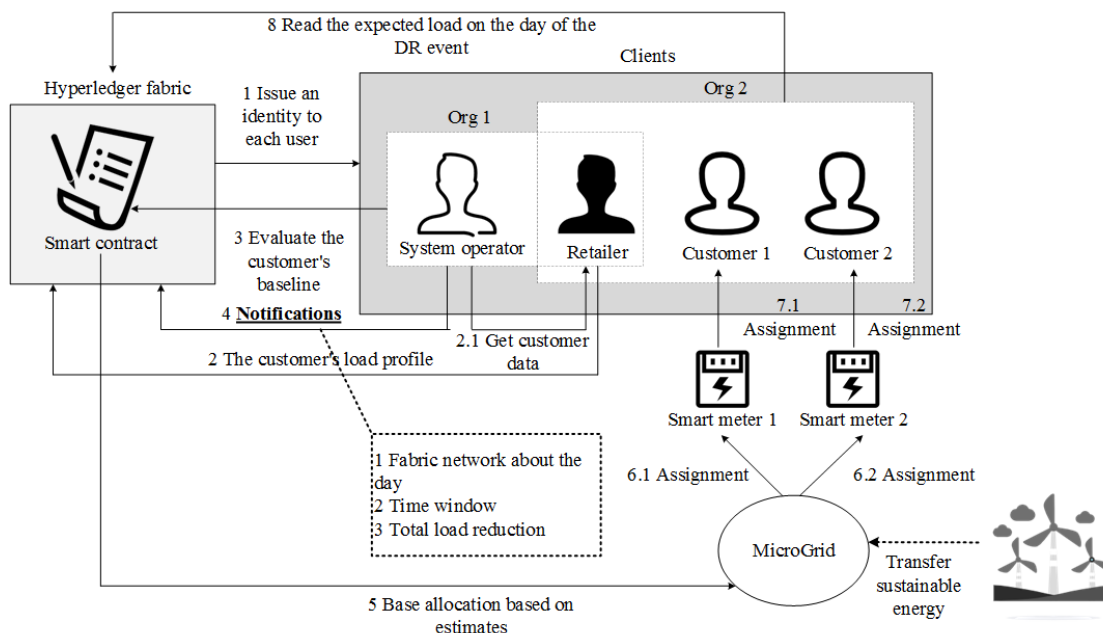 8 Read the expected load on the day of the
DR event
Clients
Hyperledger fabric
Org 2
1 Issue an
identity to
each user
Org 1
Smart contract
System operator
Retailer
Customer 1
Customer 2
3 Evaluate the
customer's
baseline
4 Notifications
2.1 Get customer
data
2 The customer's load profile
7.1
Assignment
7.2
Assignment
Smart meter 1
Smart meter 2
1 Fabric network about the
day
2 Time window
3 Total load reduction
6.1 Assignment
6.2 Assignment
MicroGrid
Transfer
sustainable
energy
5 Base allocation based on
estimates